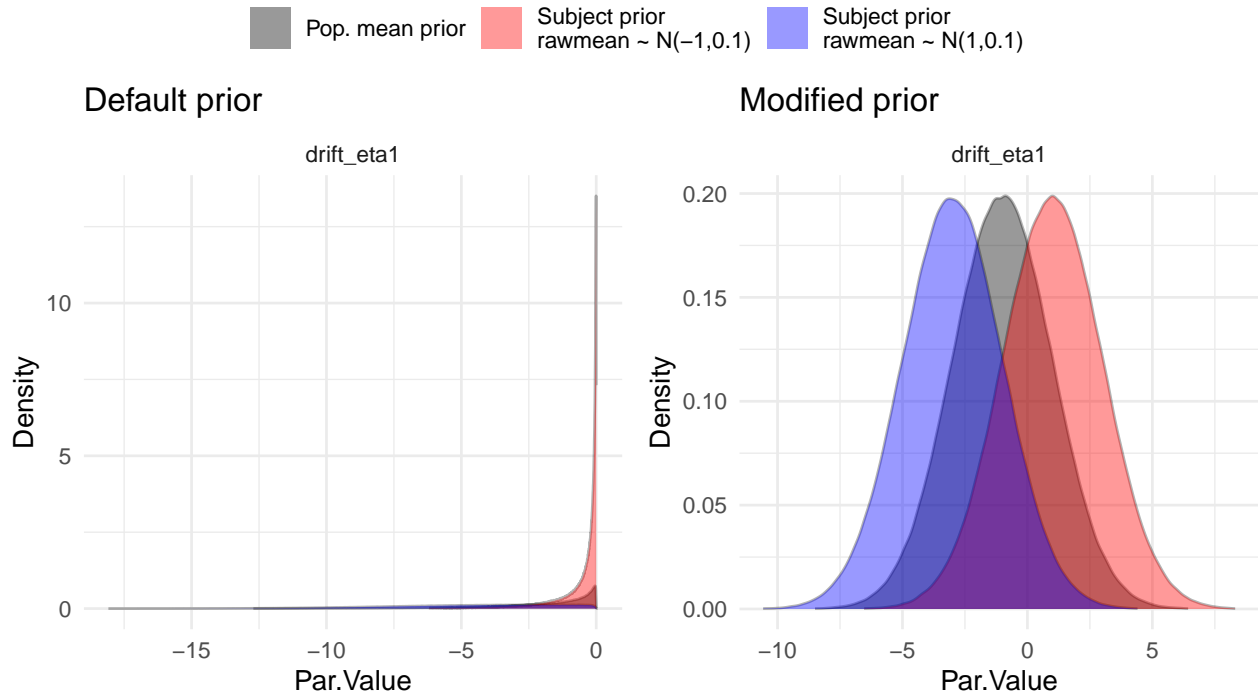 Pop. mean prior
Subject prior
rawmean ~ N(−1,0.1)
Subject prior
rawmean ~ N(1,0.1)
Default prior
drift_eta1
Density
10
5
0
−15
−10
−5
0
Par.Value
Modified prior
drift_eta1
Density
0.20
0.15
0.10
0.05
0.00
−10
−5
0
5
Par.Value